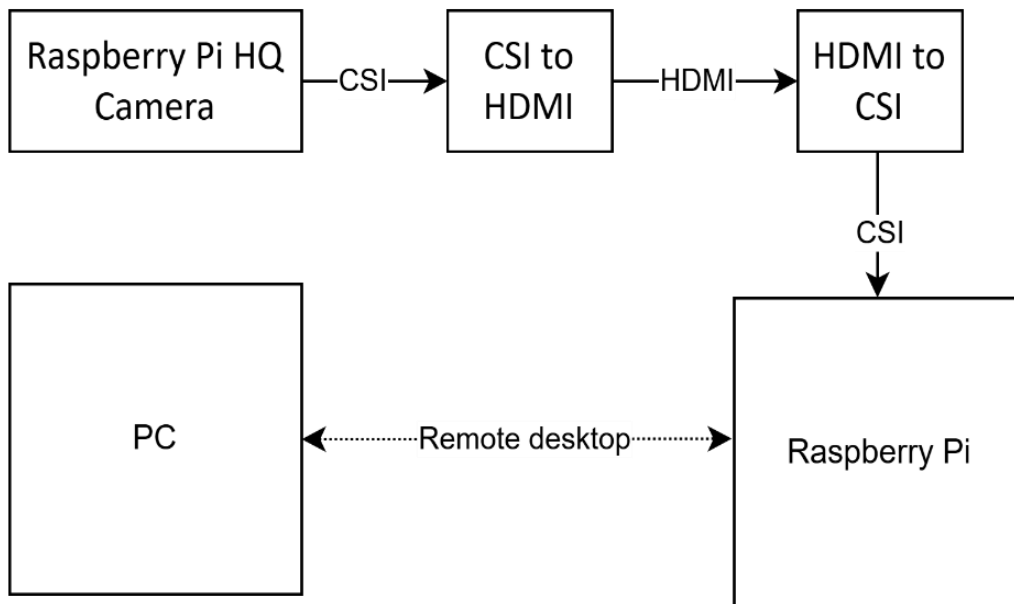 Raspberry Pi HQ
Camera
CSI
CSI to
HDMI
HDMI
HDMI to
CSI
CSI
PC
Remote desktop
Raspberry Pi